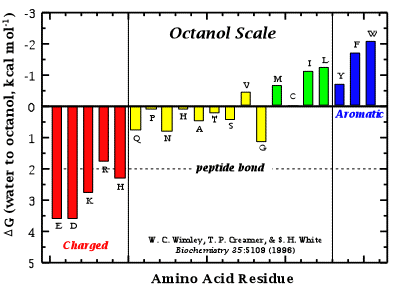 Octanol Scale
ΔG (water to octanol, kcal mol-1)
-3
-2
-1
0
1
2
3
4
5
E
D
K
R
H
Q
P
N
H
A
T
S
V
G
M
C
I
L
Y
F
W
Charged
Aromatic
peptide bond
W. C. Wimley, T. P. Creamer, & S. H. White
Biochemistry 35:5109 (1996)
Amino Acid Residue